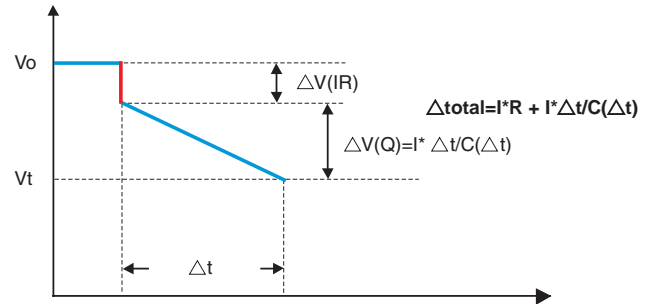 Vo
△V(IR)
△total=I*R + I*△t/C(△t)
△V(Q)=I* △t/C(△t)
Vt
△t